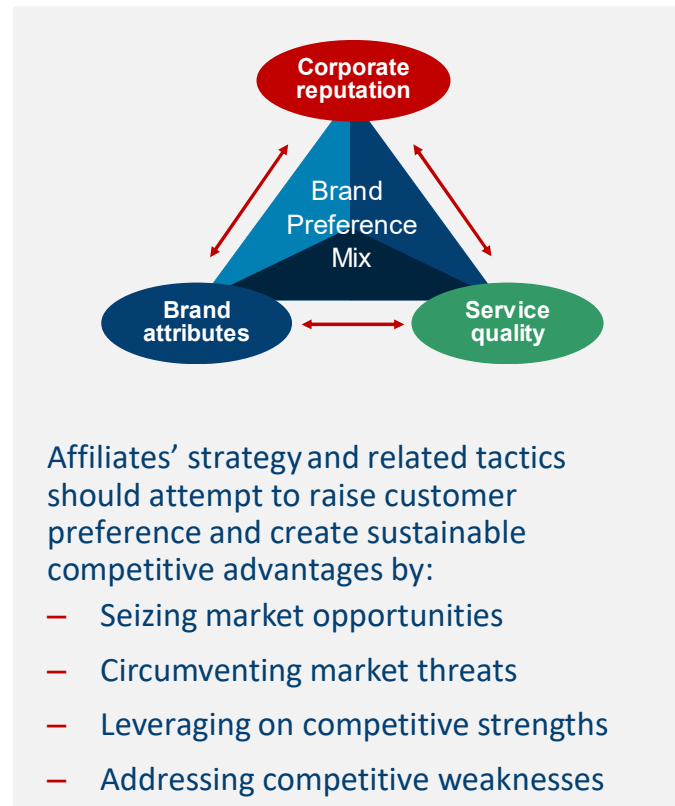 Corporate
reputation
Brand
Preference
Mix
Brand
attributes
Service
quality
Affiliates’ strategy and related tactics
should attempt to raise customer
preference and create sustainable
competitive advantages by:
– Seizing market opportunities
– Circumventing market threats
– Leveraging on competitive strengths
– Addressing competitive weaknesses